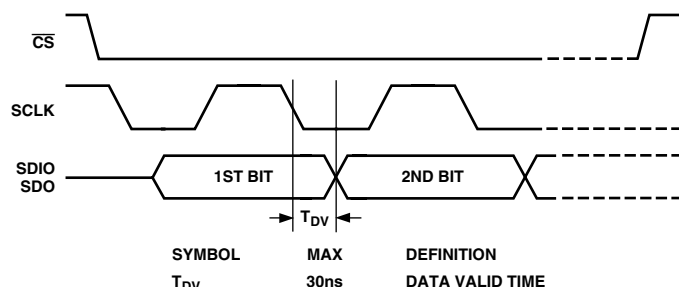 CS
SCLK
SDIO
SDO
1ST BIT
2ND BIT
TDV
SYMBOL MAX DEFINITION
TDV 30ns DATA VALID TIME